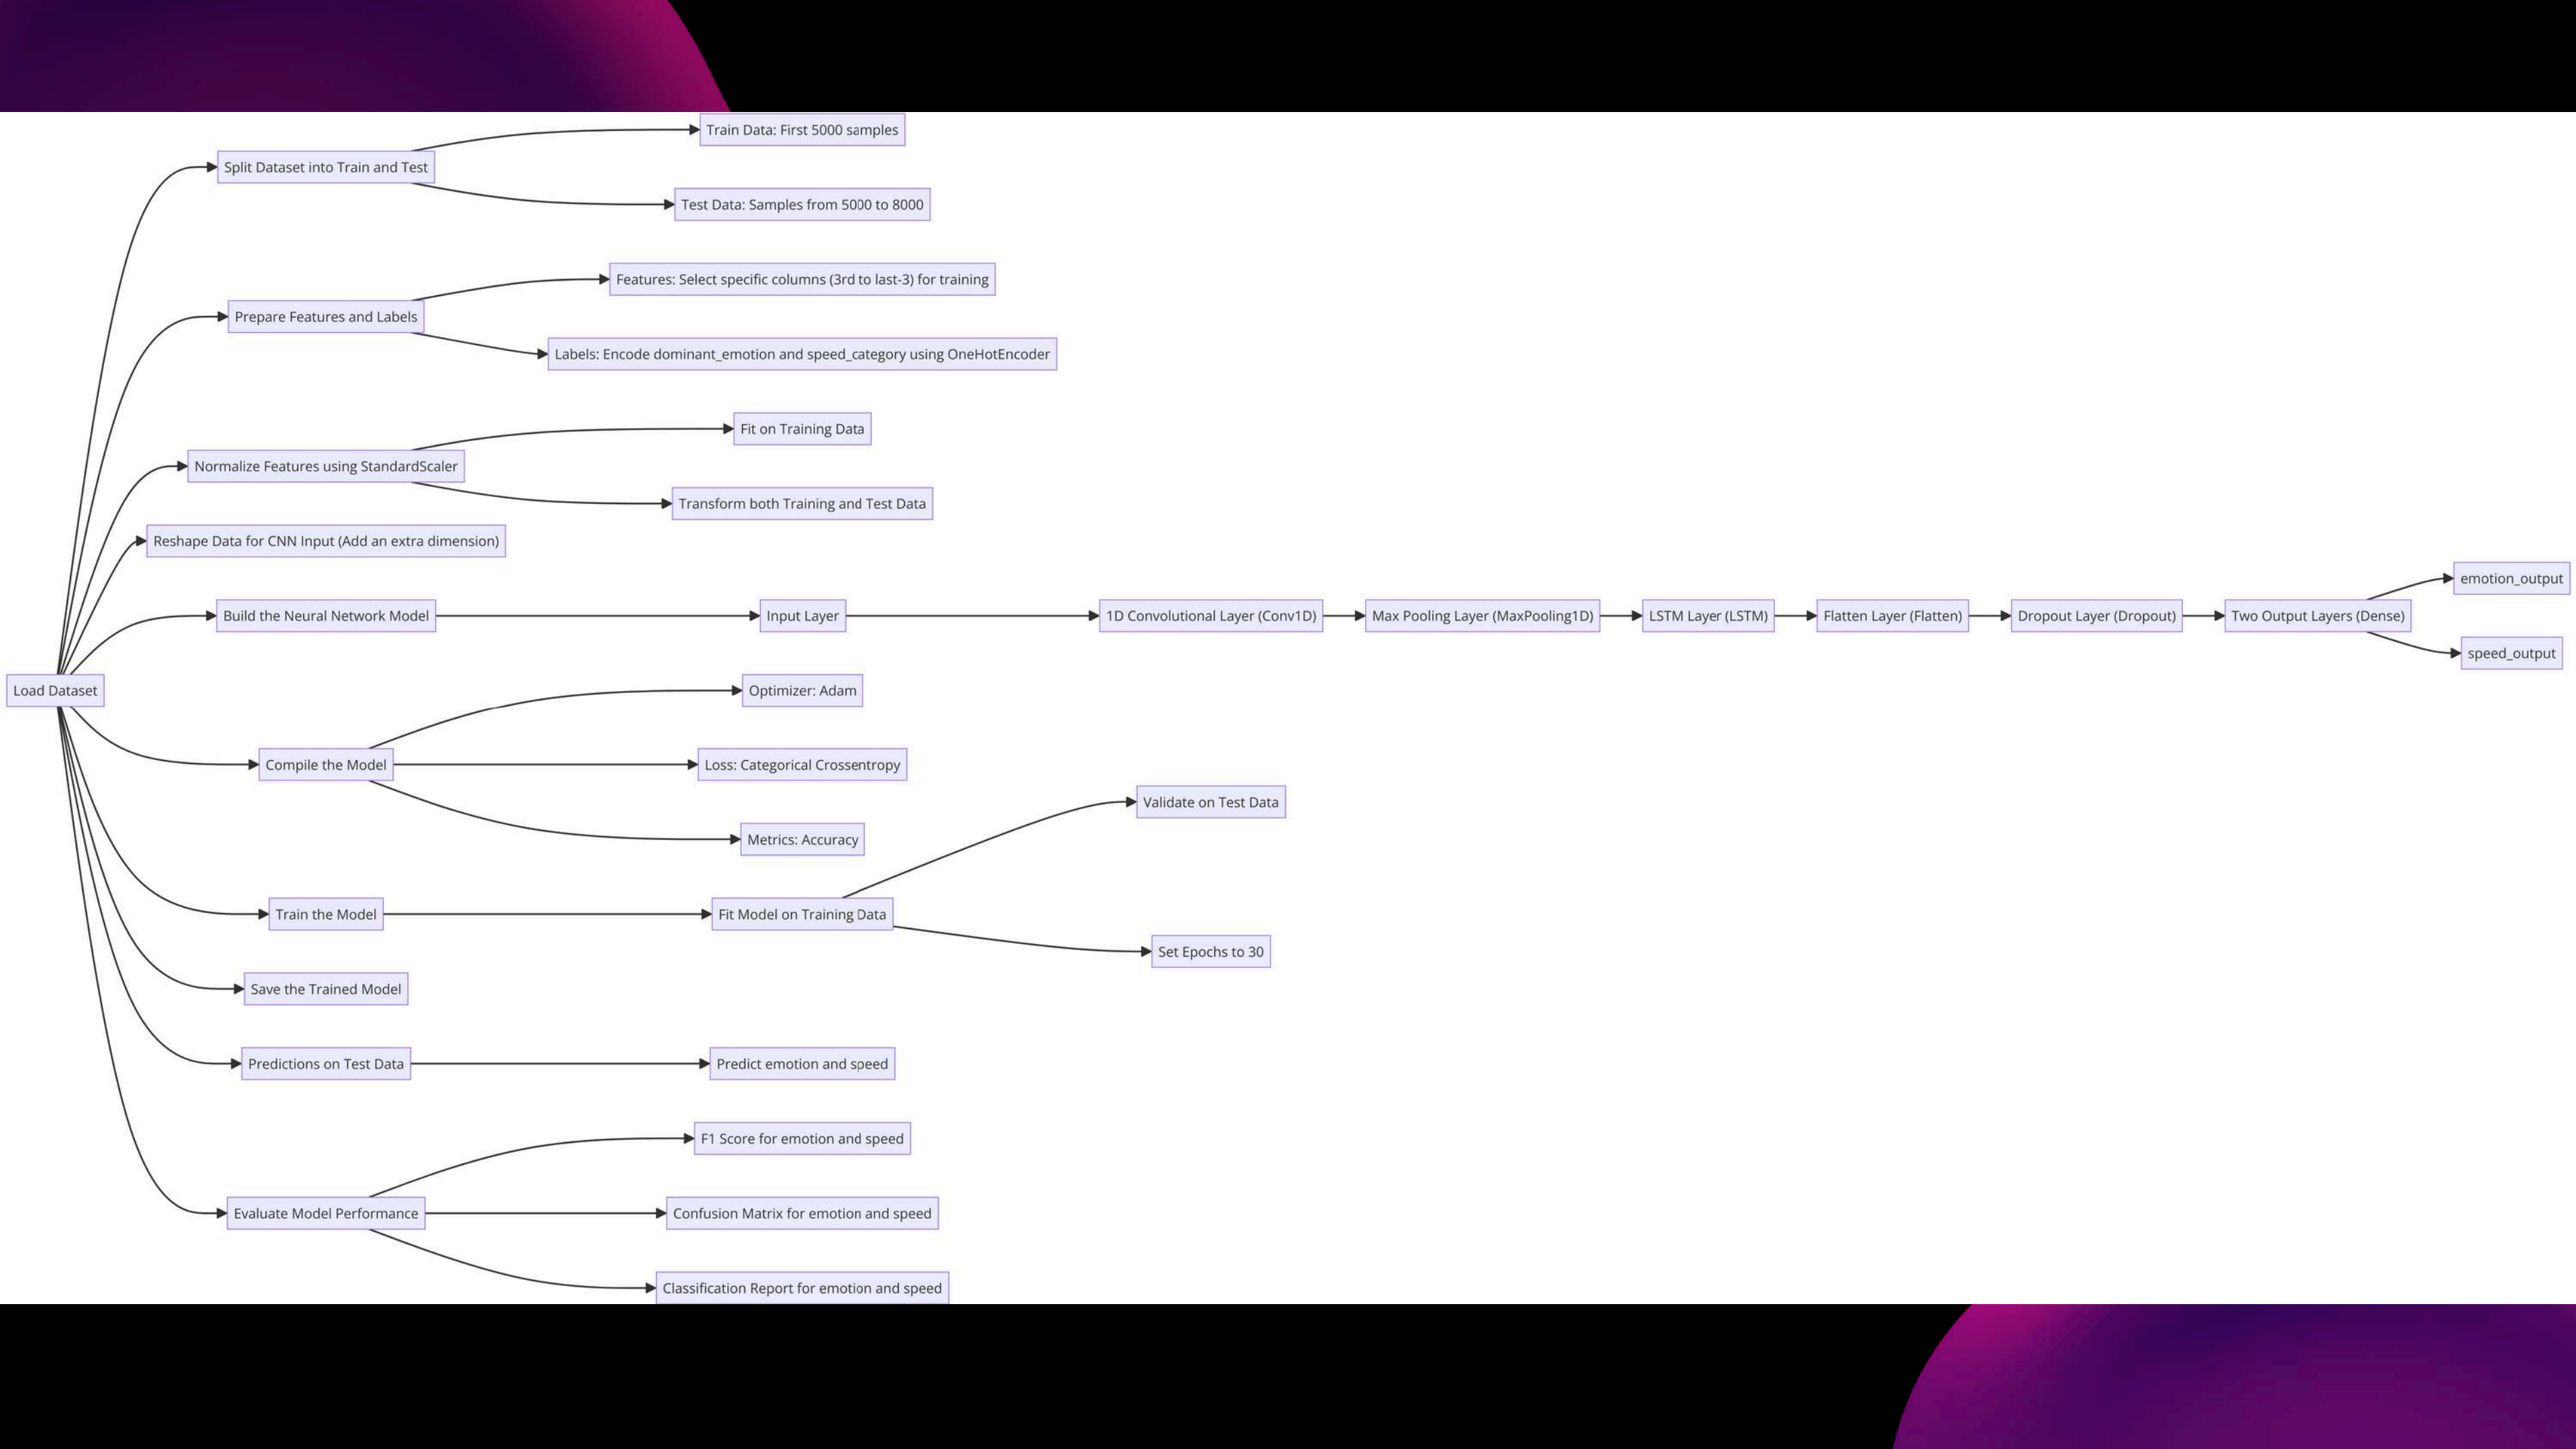 Train Data: First 5000 samples
Split Dataset into Train and Test
Test Data: Samples from 5000 to 8000
Features: Select specific columns (3rd to last-3) for training
Prepare Features and Labels
Labels: Encode dominant_emotion and speed_category using OneHotEncoder
Fit on Training Data
Normalize Features using StandardScaler
Transform both Training and Test Data
Reshape Data for CNN Input (Add an extra dimension)
Build the Neural Network Model
Input Layer
1D Convolutional Layer (Conv1D)
Max Pooling Layer (MaxPooling1D)
LSTM Layer (LSTM)
Flatten Layer (Flatten)
Dropout Layer (Dropout)
Two Output Layers (Dense)
emotion_output
speed_output
Load Dataset
Optimizer: Adam
Compile the Model
Loss: Categorical Crossentropy
Metrics: Accuracy
Validate on Test Data
Train the Model
Fit Model on Training Data
Set Epochs to 30
Save the Trained Model
Predictions on Test Data
Predict emotion and speed
F1 Score for emotion and speed
Evaluate Model Performance
Confusion Matrix for emotion and speed
Classification Report for emotion and speed